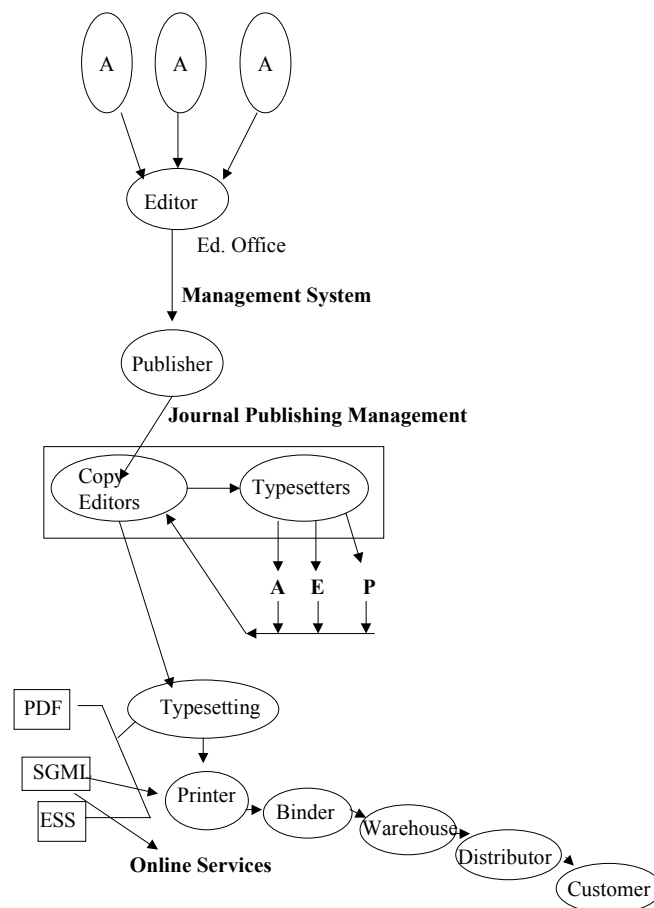 A A A
Editor
Ed. Office
Management System
Publisher
Journal Publishing Management
Copy
Editors
Typesetters
A E P
PDF
Typesetting
SGML
Printer
ESS
Binder
Warehouse
Online Services
Distributor
Customer